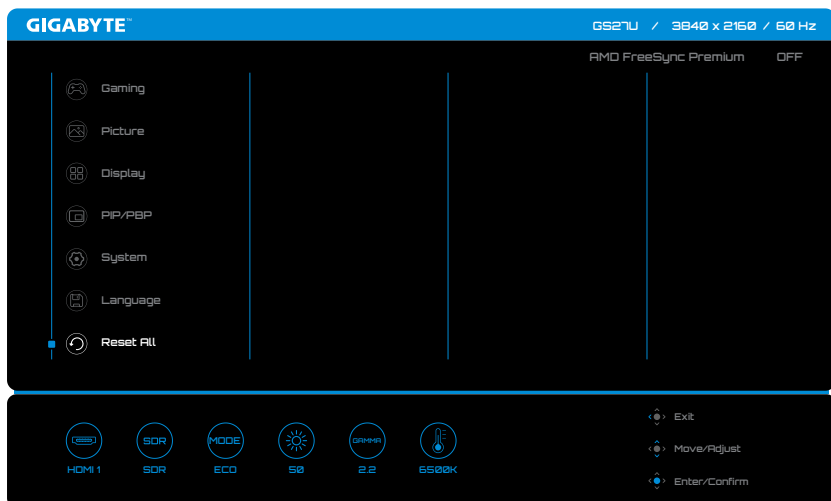 GIGABYTE™
GS27U / 3840 x 2160 / 60 Hz
AMD FreeSync Premium OFF
Gaming
Picture
Display
PIP/PBP
System
Language
Reset All
SDR MODE GAMMA
HDMI 1 SDR ECO 50 2.2 6500K
Exit
Move/Adjust
Enter/Confirm